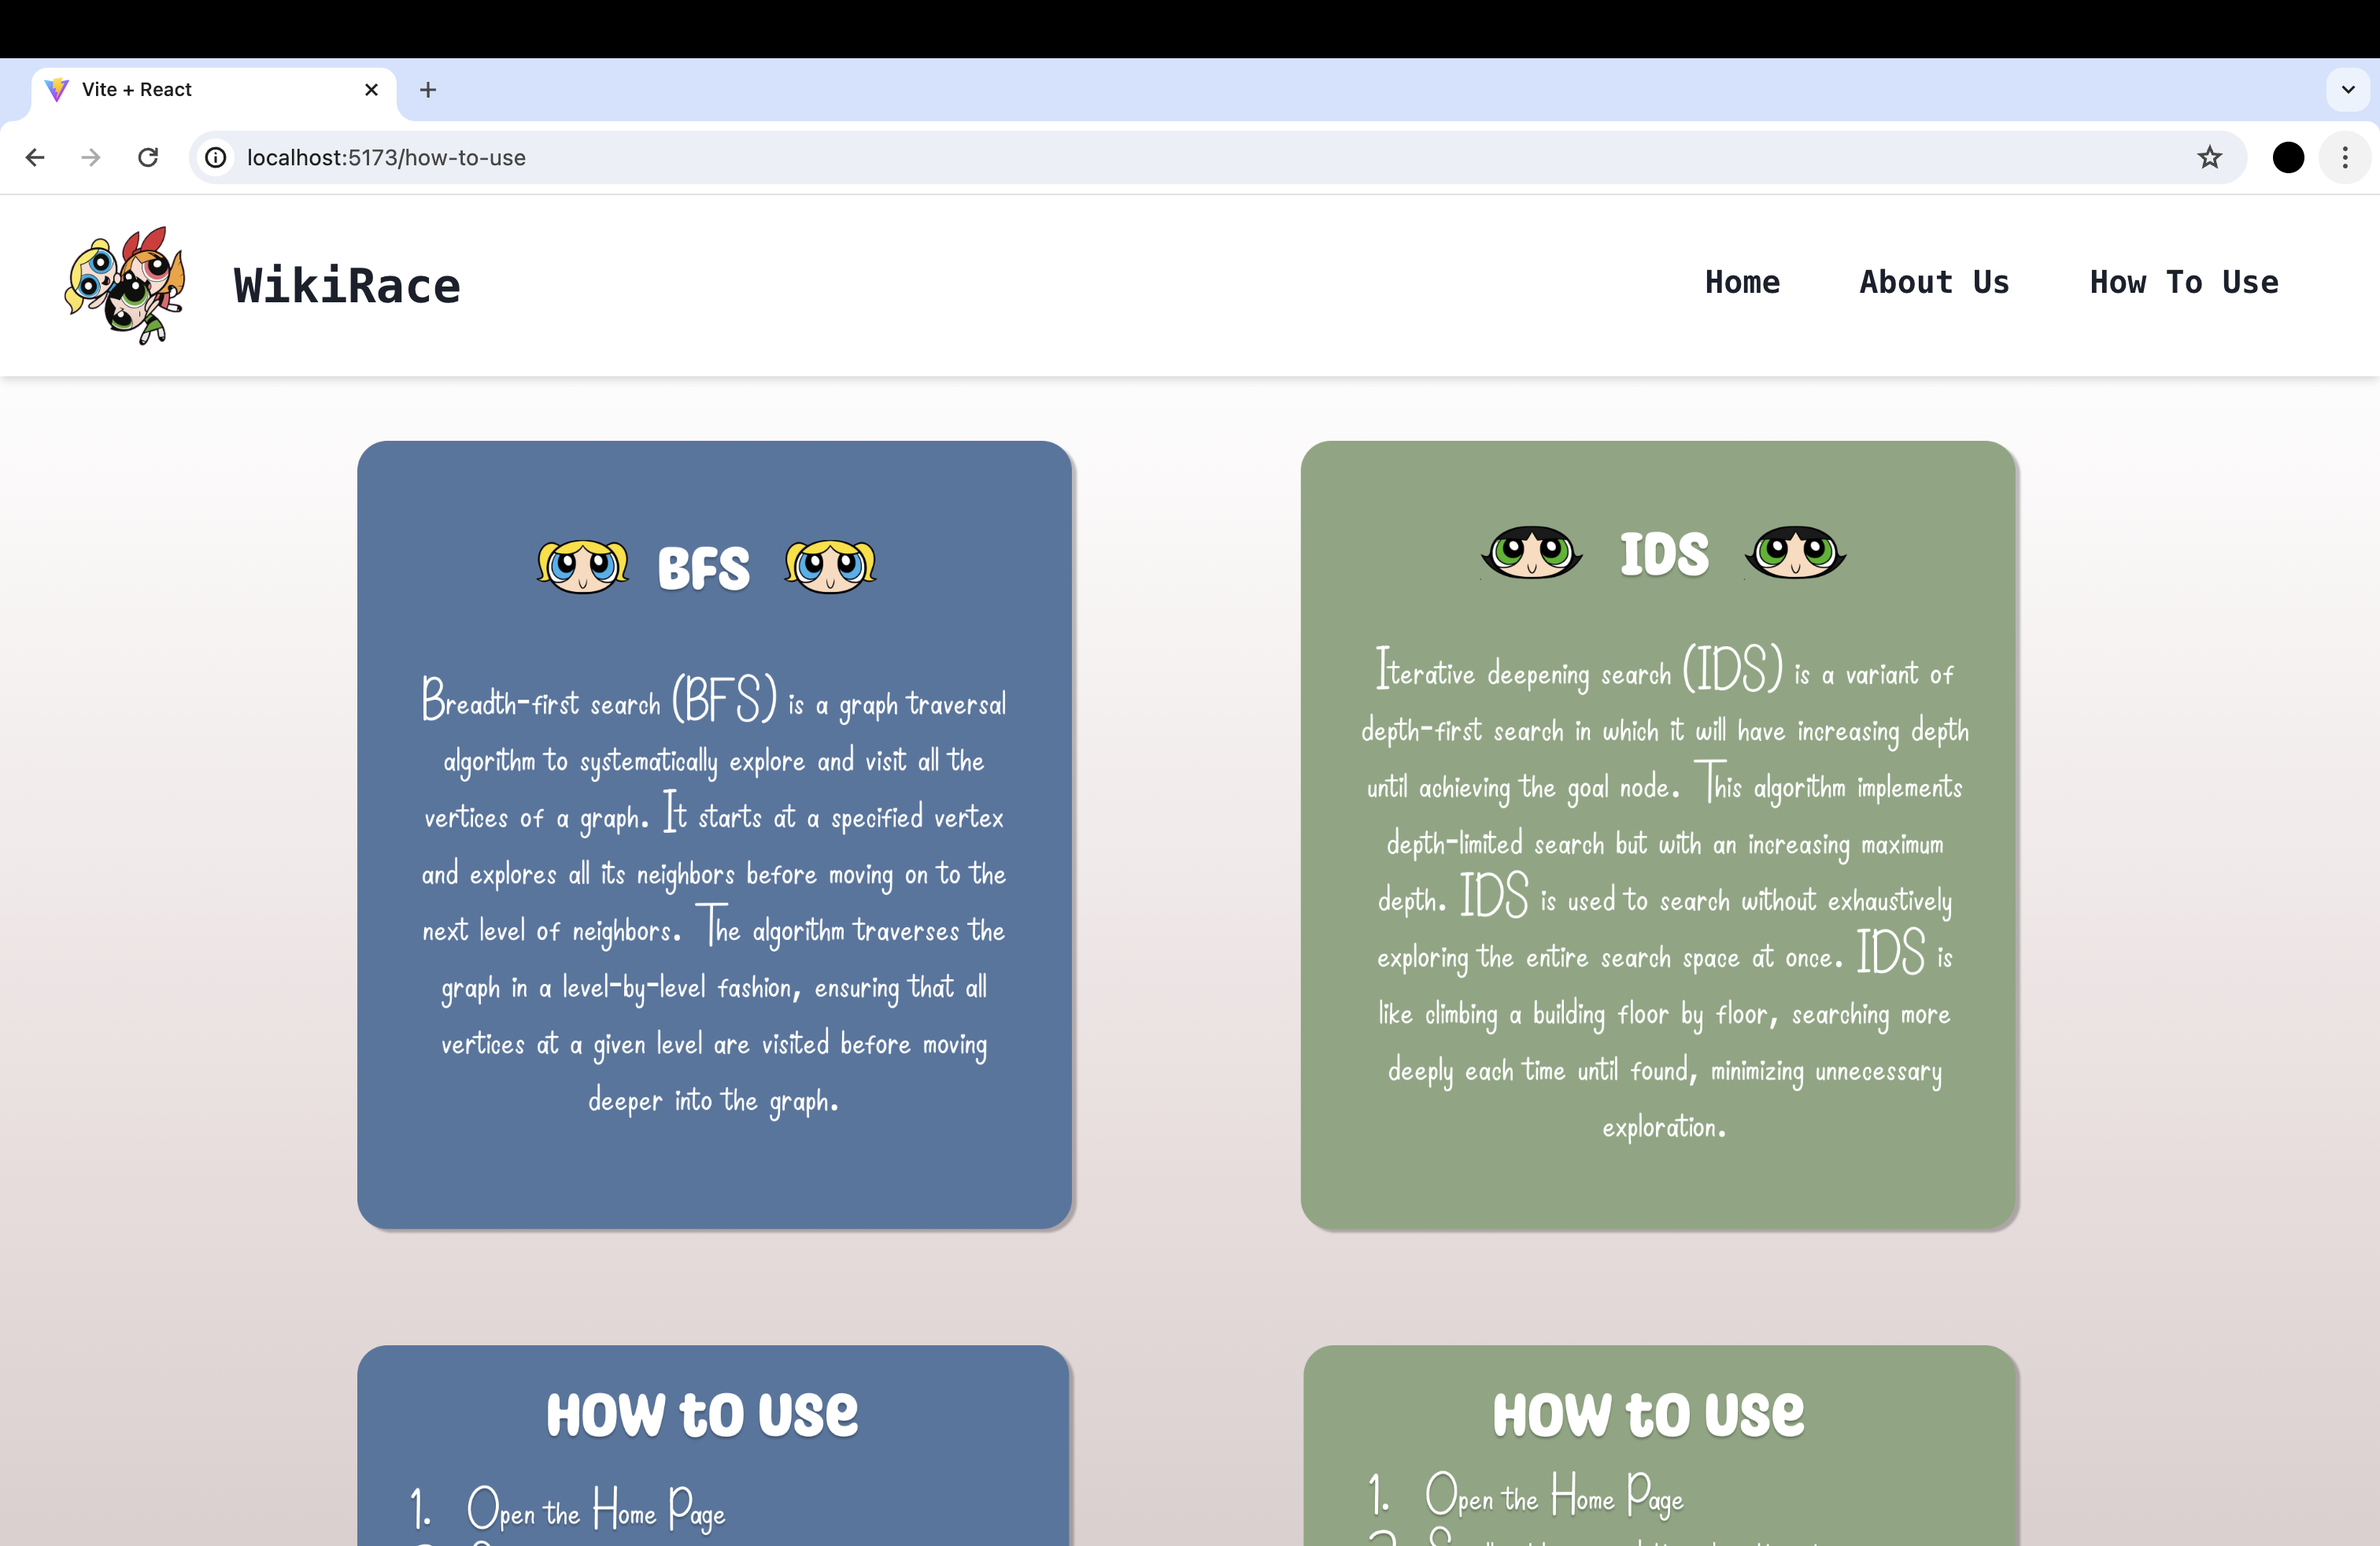 Vite + React
localhost:5173/how-to-use
WikiRace
Home
About Us
How To Use
BFS
Breadth-first search (BFS) is a graph traversal
algorithm to systematically explore and visit all the
vertices of a graph. It starts at a specified vertex
and explores all its neighbors before moving on to the
next level of neighbors. The algorithm traverses the
graph in a level-by-level fashion, ensuring that all
vertices at a given level are visited before moving
deeper into the graph.
IDS
Iterative deepening search (IDS) is a variant of
depth-first search in which it will have increasing depth
until achieving the goal node. This algorithm implements
depth-limited search but with an increasing maximum
depth. IDS is used to search without exhaustively
exploring the entire search space at once. IDS is
like climbing a building floor by floor, searching more
deeply each time until found, minimizing unnecessary
exploration.
How to Use
1. Open the Home Page
How to Use
1. Open the Home Page